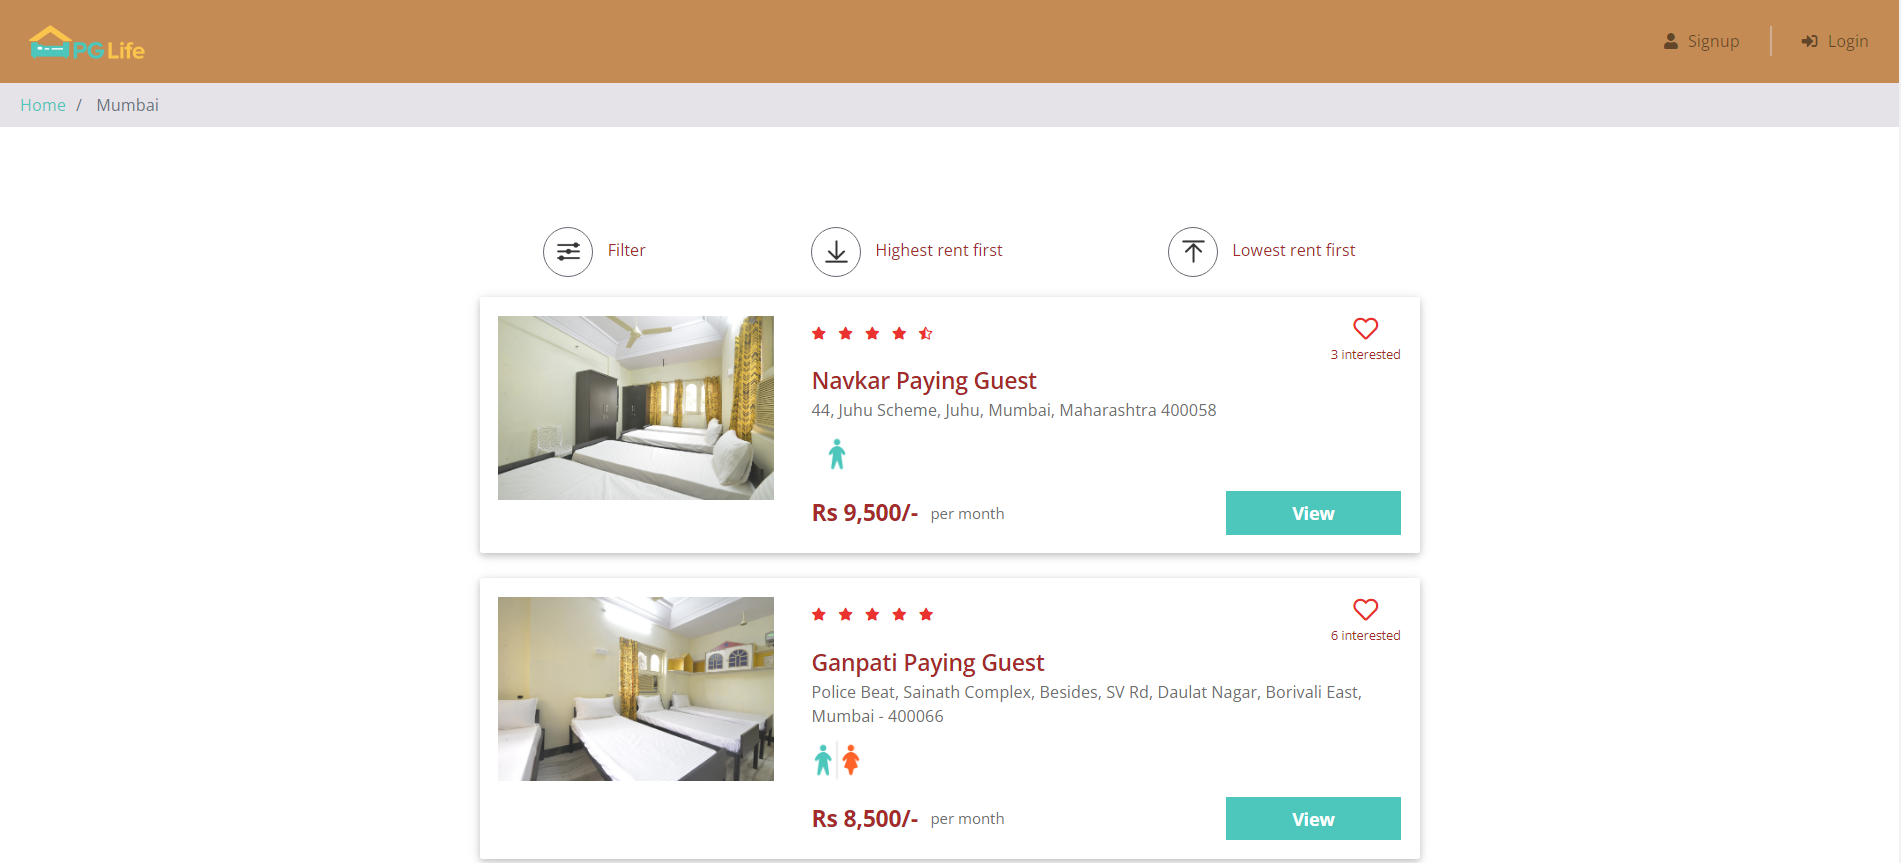 PG Life
Signup
Login
Home / Mumbai
Filter
Highest rent first
Lowest rent first
3 interested
Navkar Paying Guest
44, Juhu Scheme, Juhu, Mumbai, Maharashtra 400058
Rs 9,500/- per month
View
6 interested
Ganpati Paying Guest
Police Beat, Sainath Complex, Besides, SV Rd, Daulat Nagar, Borivali East,
Mumbai - 400066
Rs 8,500/- per month
View